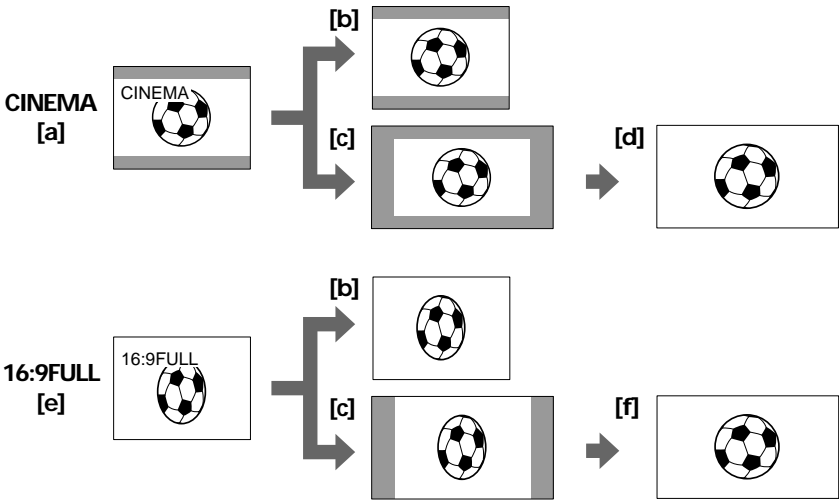 [b]
CINEMA
[a]
CINEMA
[c]
[d]
[b]
16:9FULL
[e]
16:9FULL
[c]
[f]